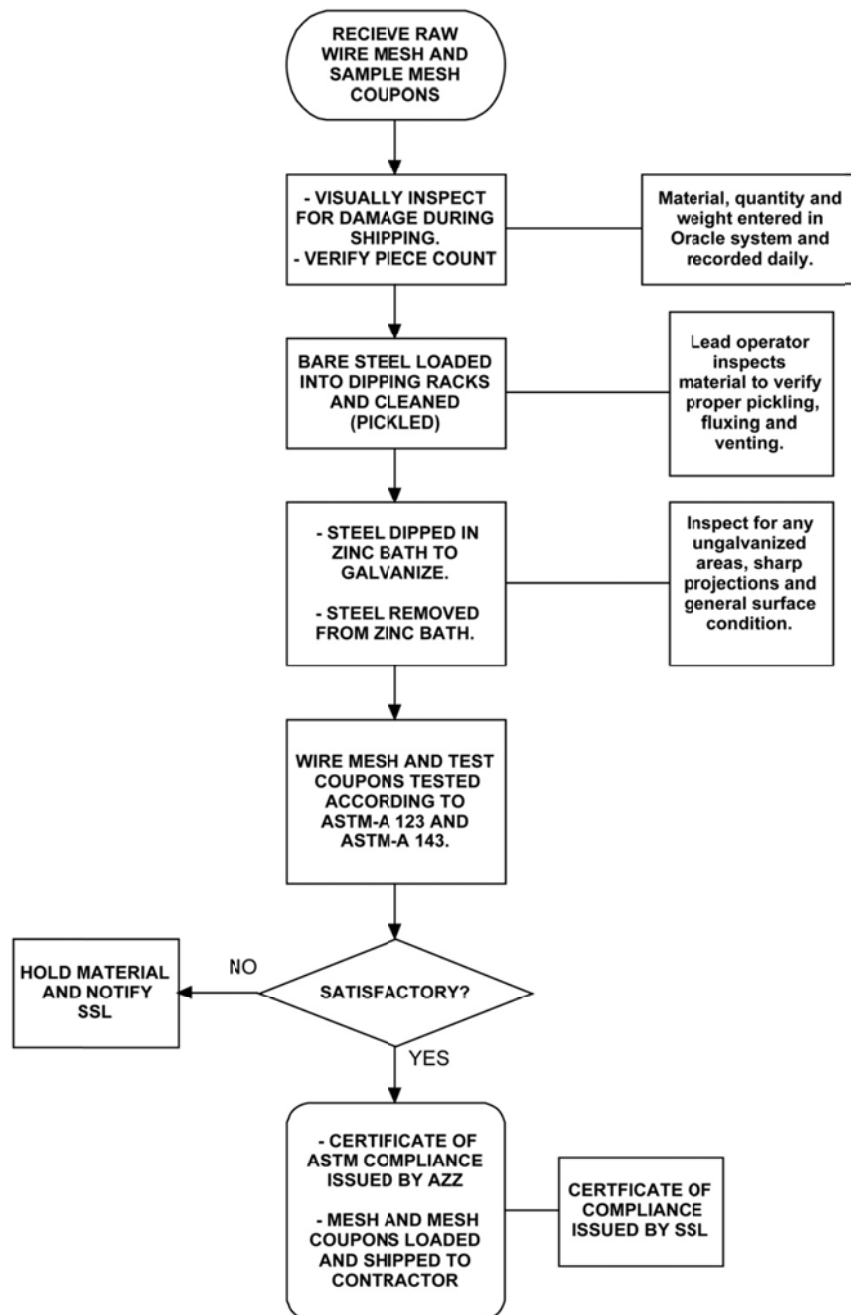 RECIEVE RAW
WIRE MESH AND
SAMPLE MESH
COUPONS
- VISUALLY INSPECT
FOR DAMAGE DURING
SHIPPING.
- VERIFY PIECE COUNT
Material, quantity and
weight entered in
Oracle system and
recorded daily.
BARE STEEL LOADED
INTO DIPPING RACKS
AND CLEANED
(PICKLED)
Lead operator
inspects
material to verify
proper pickling,
fluxing and
venting.
- STEEL DIPPED IN
ZINC BATH TO
GALVANIZE.
- STEEL REMOVED
FROM ZINC BATH.
Inspect for any
ungalvanized
areas, sharp
projections and
general surface
condition.
WIRE MESH AND TEST
COUPONS TESTED
ACCORDING TO
ASTM-A 123 AND
ASTM-A 143.
HOLD MATERIAL
AND NOTIFY
SSL
NO
SATISFACTORY?
YES
- CERTIFICATE OF
ASTM COMPLIANCE
ISSUED BY AZZ
- MESH AND MESH
COUPONS LOADED
AND SHIPPED TO
CONTRACTOR
CERTFICATE OF
COMPLIANCE
ISSUED BY SSL